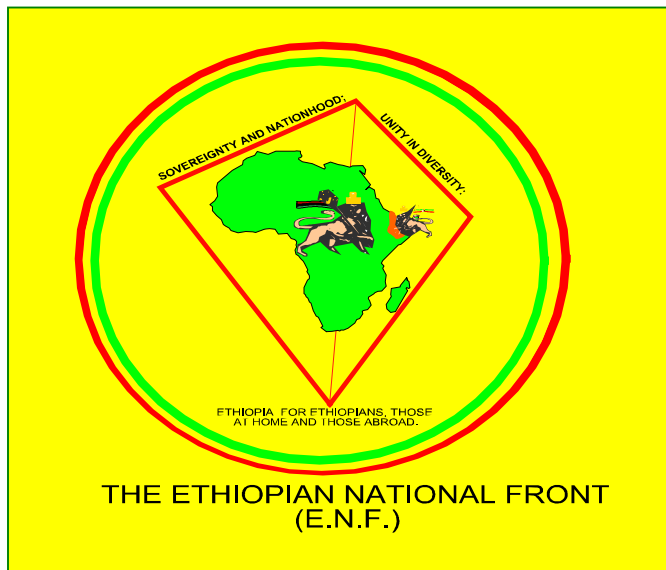 SOVEREIGNTY AND NATIONHOOD;
UNITY IN DIVERSITY:
ETHIOPIA FOR ETHIOPIANS, THOSE
AT HOME AND THOSE ABROAD.
THE ETHIOPIAN NATIONAL FRONT
(E.N.F.)